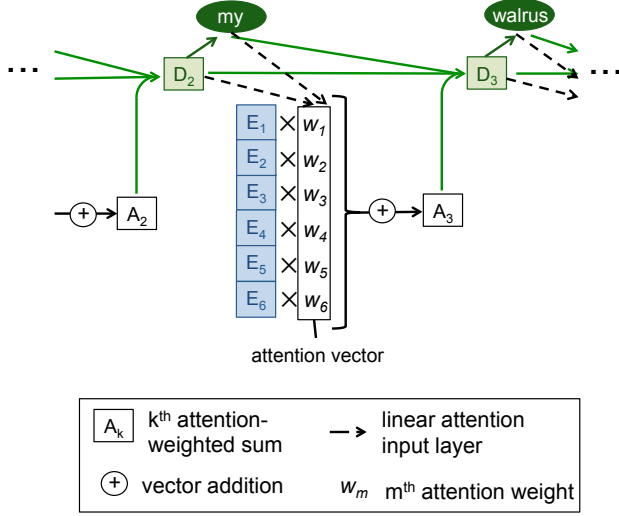 my
walrus
...
D2
D3
...
E1 × w1
E2 × w2
E3 × w3
E4 × w4
E5 × w5
E6 × w6
+
A2
+
A3
attention vector
Ak
kth attention-
weighted sum
linear attention
input layer
+
vector addition
wm
mth attention weight